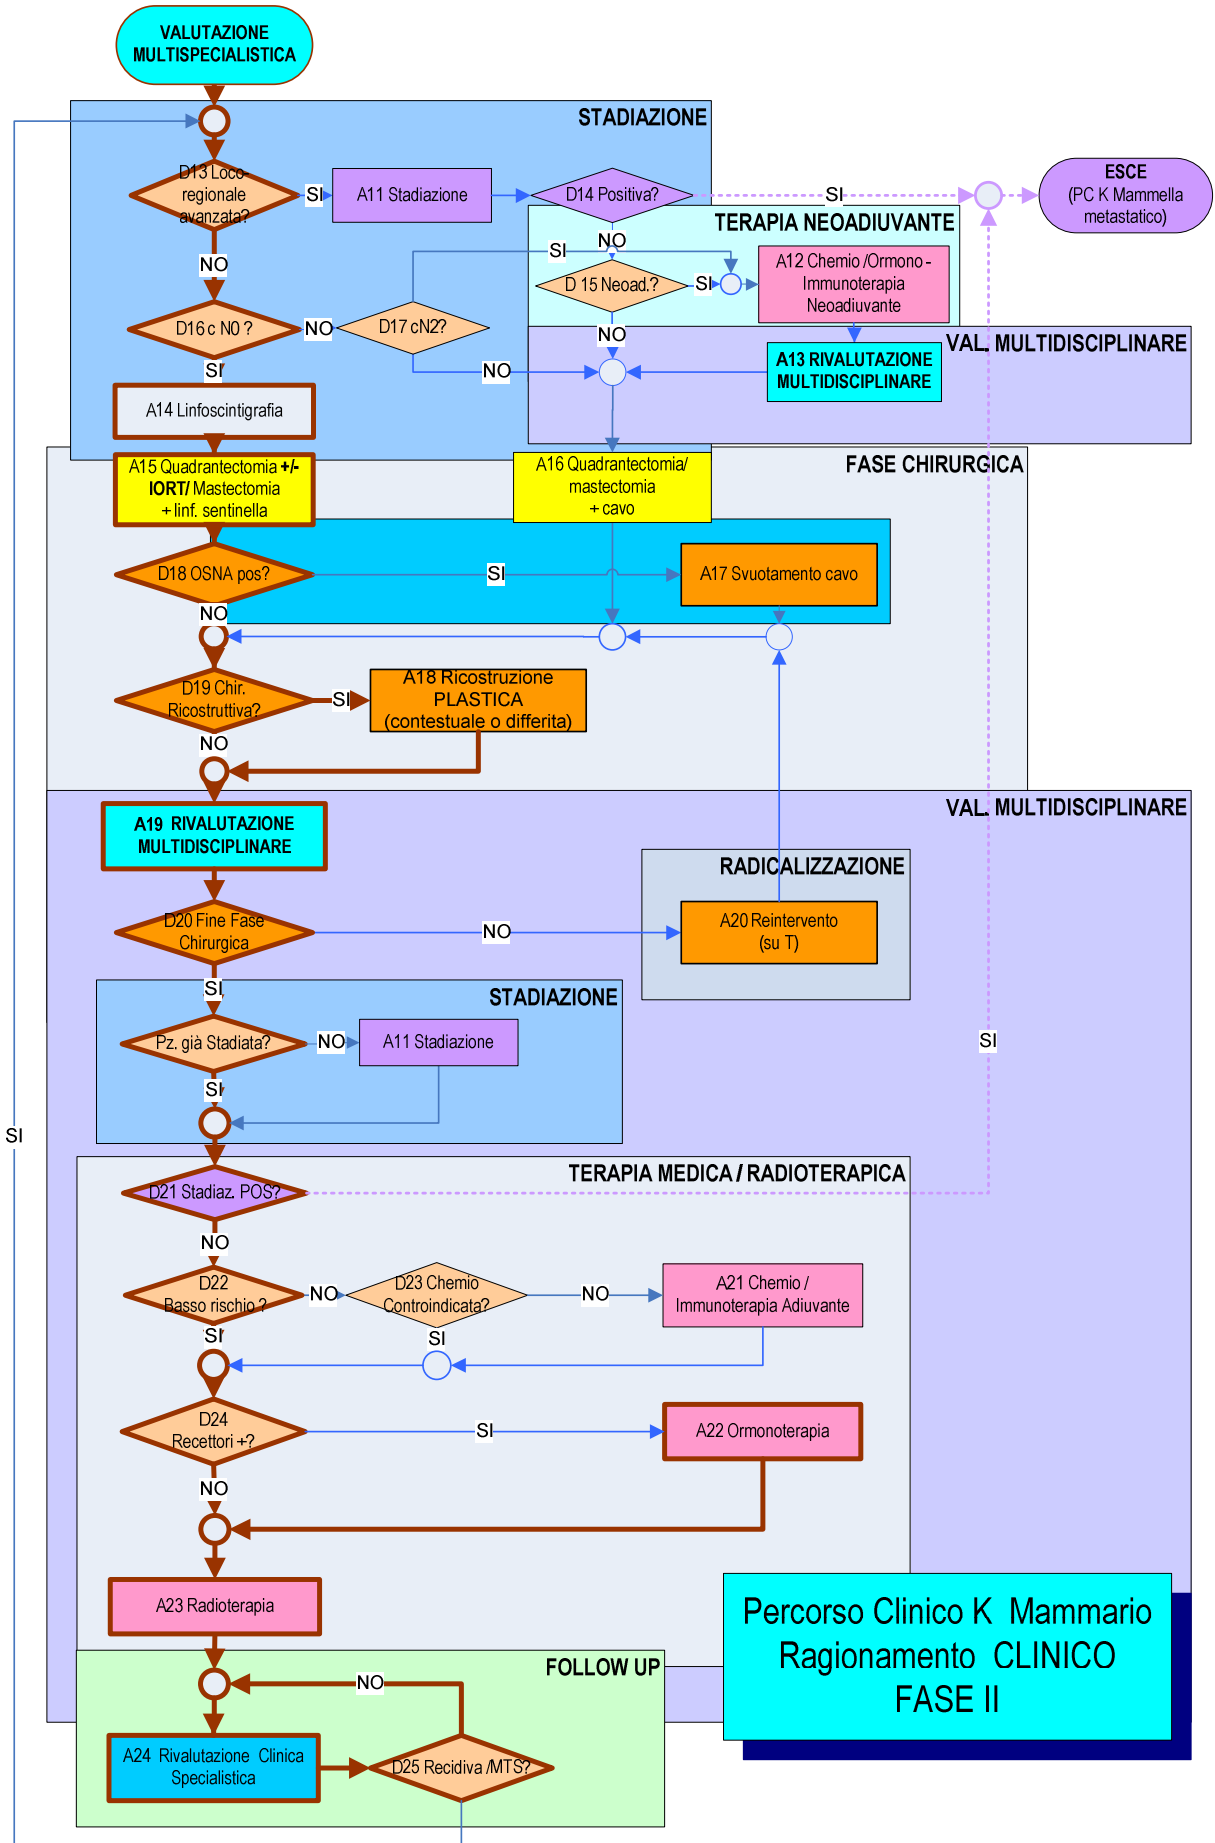 VALUTAZIONE
MULTISPECIALISTICA
STADIAZIONE
D13 Loco-
regionale
avanzata?
SI
A11 Stadiazione
D14 Positiva?
SI
ESCE
(PC K Mammella
metastatico)
TERAPIA NEOADIUVANTE
NO
NO
SI
D 15 Neoad.?
SI
A12 Chemio /Ormono -
Immunoterapia
Neoadiuvante
D16 c N0 ?
NO
D17 cN2?
NO
VAL. MULTIDISCIPLINARE
SI
NO
A13 RIVALUTAZIONE
MULTIDISCIPLINARE
A14 Linfoscintigrafia
FASE CHIRURGICA
A15 Quadrantectomia +/-
IORT/ Mastectomia
+ linf. sentinella
A16 Quadrantectomia/
mastectomia
+ cavo
D18 OSNA pos?
SI
A17 Svuotamento cavo
NO
D19 Chir.
Ricostruttiva?
SI
A18 Ricostruzione
PLASTICA
(contestuale o differita)
NO
VAL. MULTIDISCIPLINARE
A19 RIVALUTAZIONE
MULTIDISCIPLINARE
RADICALIZZAZIONE
D20 Fine Fase
Chirurgica
NO
A20 Reintervento
(su T)
SI
STADIAZIONE
Pz. già Stadiata?
NO
A11 Stadiazione
SI
SI
SI
TERAPIA MEDICA / RADIOTERAPICA
D21 Stadiaz. POS?
NO
D22
Basso rischio ?
NO
D23 Chemio
Controindicata?
NO
A21 Chemio /
Immunoterapia Adiuvante
SI
SI
D24
Recettori +?
SI
A22 Ormonoterapia
NO
A23 Radioterapia
Percorso Clinico K Mammario
Ragionamento CLINICO
FASE II
FOLLOW UP
NO
A24 Rivalutazione Clinica
Specialistica
D25 Recidiva /MTS?